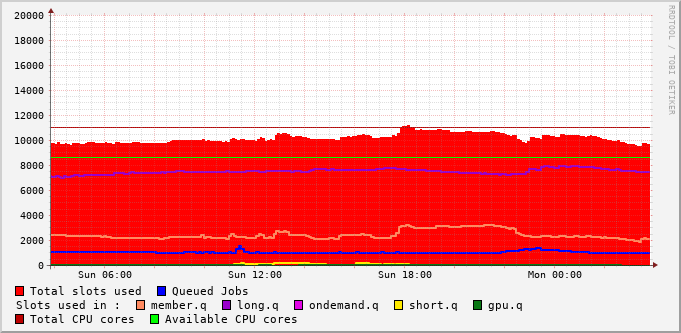 RRDTOOL / TOBI OETIKER
20000
18000
16000
14000
12000
10000
8000
6000
4000
2000
0
Sun 06:00 Sun 12:00 Sun 18:00 Mon 00:00
Total slots used Queued Jobs
Slots used in : member.q long.q ondemand.q short.q gpu.q
Total CPU cores Available CPU cores